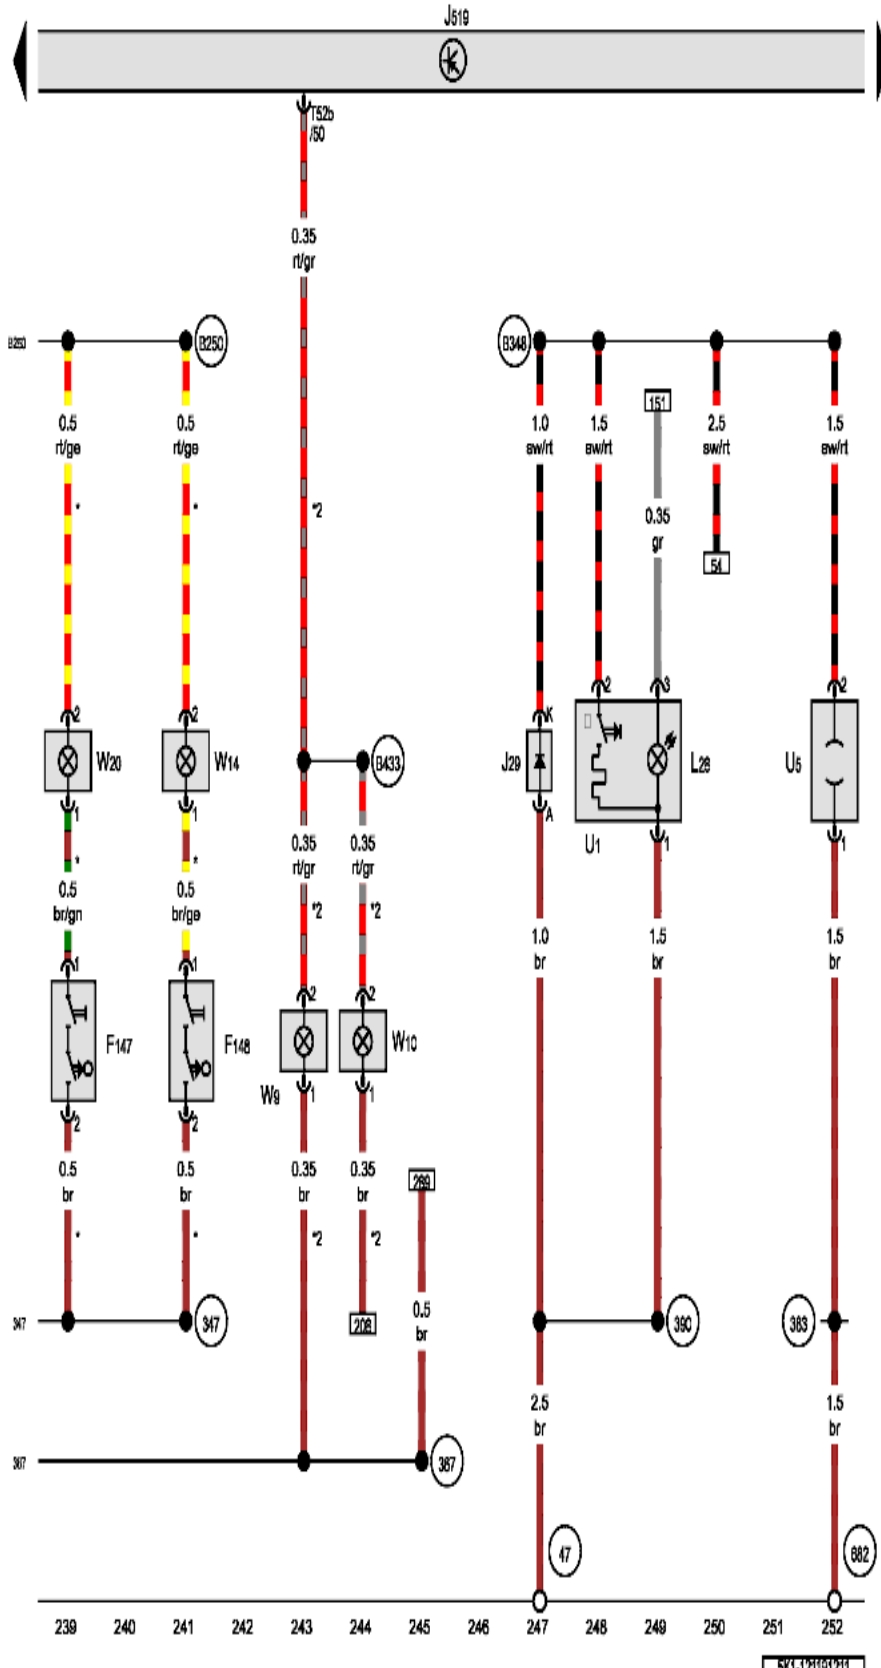 J519
T52b
/50
0.35
rt/gr
B250
B250
B348
151
0.5
rt/ge
0.5
rt/ge
1.0
sw/rt
1.5
sw/rt
2.5
sw/rt
1.5
sw/rt
*
*
*2
0.35
gr
54
2
2
K
2
3
2
W20
W14
B433
J29
L28
U5
1
1
A
U1
1
1
*
*
0.35
rt/gr
0.35
rt/gr
0.5
br/gn
0.5
br/ge
*2
*2
1.0
br
1.5
br
1.5
br
1
1
2
2
F147
F148
W10
W9
1
1
2
2
0.5
br
0.5
br
0.35
br
0.35
br
269
*
*
*2
*2
347
347
206
0.5
br
390
383
2.5
br
1.5
br
387
387
47
682
239 240 241 242 243 244 245 246 247 248 249 250 251 252